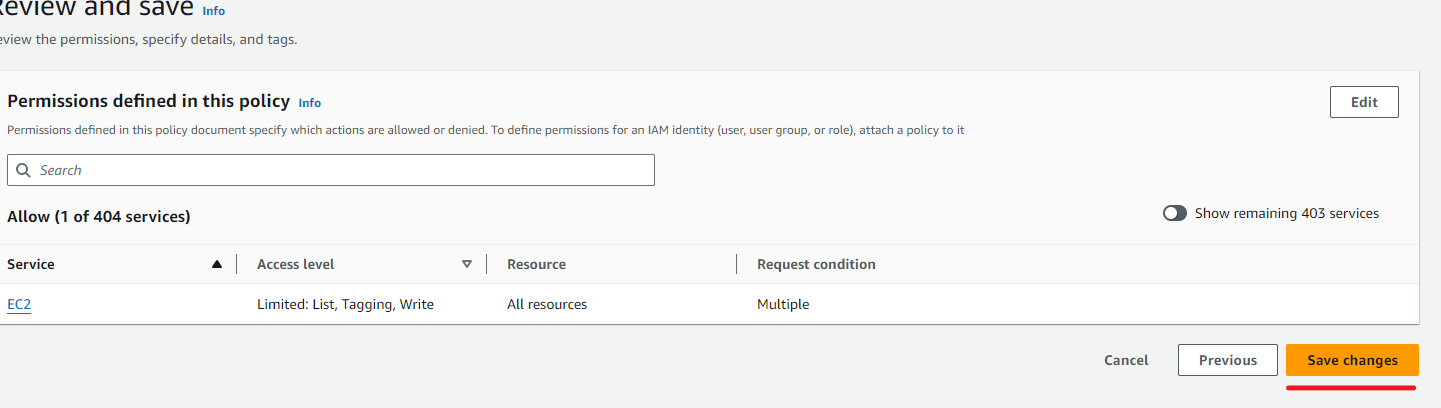 Review and save Info
eview the permissions, specify details, and tags.
Permissions defined in this policy Info
Edit
Permissions defined in this policy document specify which actions are allowed or denied. To define permissions for an IAM identity (user, user group, or role), attach a policy to it
Search
Allow (1 of 404 services)
Show remaining 403 services
Service Access level Resource Request condition
EC2 Limited: List, Tagging, Write All resources Multiple
Cancel Previous Save changes